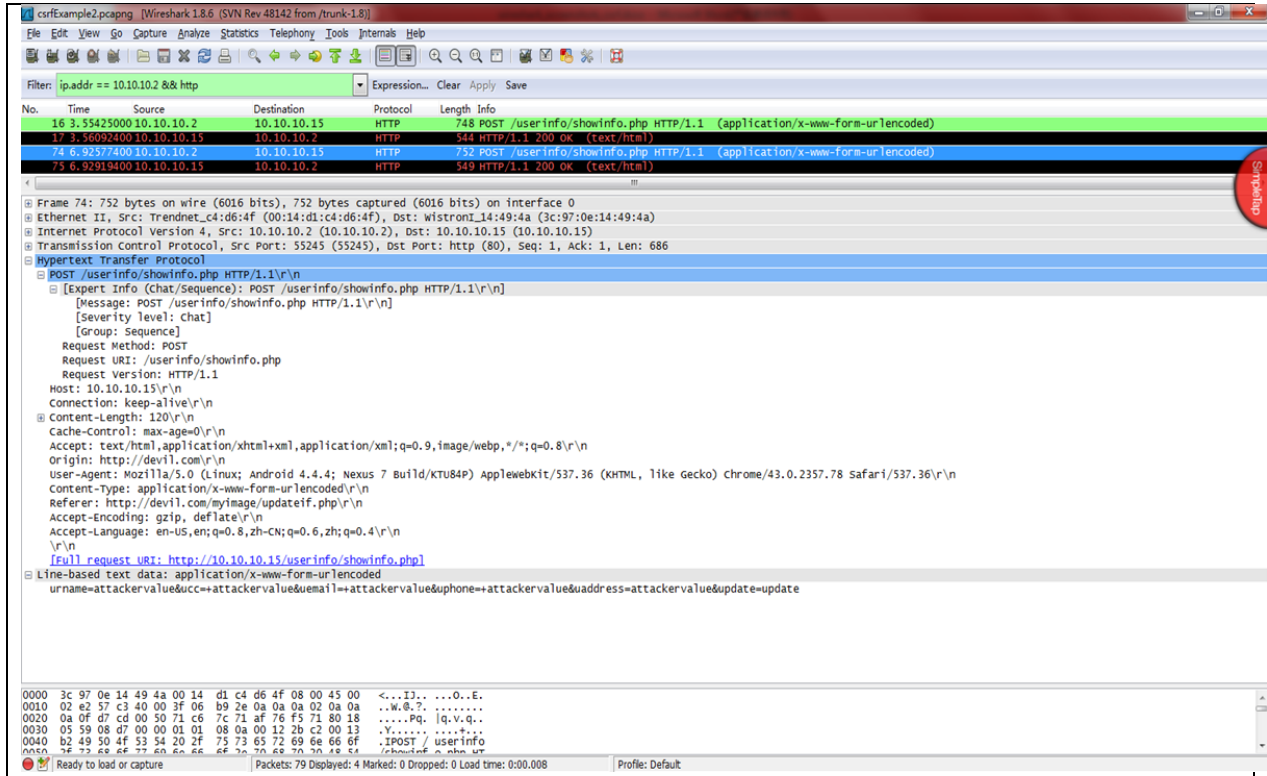 csrfExample2.pcapng [Wireshark 1.8.6 (SVN Rev 48142 from /trunk-1.8)]
File Edit View Go Capture Analyze Statistics Telephony Tools Internals Help
Filter: ip.addr == 10.10.10.2 && http Expression... Clear Apply Save
No. Time Source Destination Protocol Length Info
16 3.55425000 10.10.10.2 10.10.10.15 HTTP 748 POST /userinfo/showinfo.php HTTP/1.1 (application/x-www-form-urlencoded)
17 3.56092400 10.10.10.15 10.10.10.2 HTTP 544 HTTP/1.1 200 OK (text/html)
74 6.92577400 10.10.10.2 10.10.10.15 HTTP 752 POST /userinfo/showinfo.php HTTP/1.1 (application/x-www-form-urlencoded)
75 6.92919400 10.10.10.15 10.10.10.2 HTTP 549 HTTP/1.1 200 OK (text/html)
SimpleTap
Frame 74: 752 bytes on wire (6016 bits), 752 bytes captured (6016 bits) on interface 0
Ethernet II, Src: Trendnet_c4:d6:4f (00:14:d1:c4:d6:4f), Dst: WistronI_14:49:4a (3c:97:0e:14:49:4a)
Internet Protocol Version 4, Src: 10.10.10.2 (10.10.10.2), Dst: 10.10.10.15 (10.10.10.15)
Transmission Control Protocol, Src Port: 55245 (55245), Dst Port: http (80), Seq: 1, Ack: 1, Len: 686
Hypertext Transfer Protocol
POST /userinfo/showinfo.php HTTP/1.1\r\n
[Expert Info (Chat/Sequence): POST /userinfo/showinfo.php HTTP/1.1\r\n]
[Message: POST /userinfo/showinfo.php HTTP/1.1\r\n]
[Severity level: Chat]
[Group: Sequence]
Request Method: POST
Request URI: /userinfo/showinfo.php
Request Version: HTTP/1.1
Host: 10.10.10.15\r\n
Connection: keep-alive\r\n
Content-Length: 120\r\n
Cache-Control: max-age=0\r\n
Accept: text/html,application/xhtml+xml,application/xml;q=0.9,image/webp,*/*;q=0.8\r\n
Origin: http://devil.com\r\n
User-Agent: Mozilla/5.0 (Linux; Android 4.4.4; Nexus 7 Build/KTU84P) AppleWebKit/537.36 (KHTML, like Gecko) Chrome/43.0.2357.78 Safari/537.36\r\n
Content-Type: application/x-www-form-urlencoded\r\n
Referer: http://devil.com/myimage/updateif.php\r\n
Accept-Encoding: gzip, deflate\r\n
Accept-Language: en-US,en;q=0.8,zh-CN;q=0.6,zh;q=0.4\r\n
\r\n
[Full request URI: http://10.10.10.15/userinfo/showinfo.php]
Line-based text data: application/x-www-form-urlencoded
urname=attackervalue&ucc=+attackervalue&uemail=+attackervalue&uphone=+attackervalue&uaddress=attackervalue&update=update
0000 3c 97 0e 14 49 4a 00 14 d1 c4 d6 4f 08 00 45 00 <...IJ.. ...O..E.
0010 02 e2 57 c3 40 00 3f 06 b9 2e 0a 0a 0a 02 0a 0a ..W.@.?. ........
0020 0a 0f d7 cd 00 50 71 c6 7c 71 af 76 f5 71 80 18 .....Pq. |q.v.q..
0030 05 59 08 d7 00 00 01 01 08 0a 00 12 2b c2 00 13 .Y...... ....+...
0040 b2 49 50 4f 53 54 20 2f 75 73 65 72 69 6e 66 6f .IPOST / userinfo
0050 2f 73 68 6f 77 69 6e 66 6f 2e 70 68 70 20 48 54 /showinf o.php HT
Ready to load or capture Packets: 79 Displayed: 4 Marked: 0 Dropped: 0 Load time: 0:00.008 Profile: Default